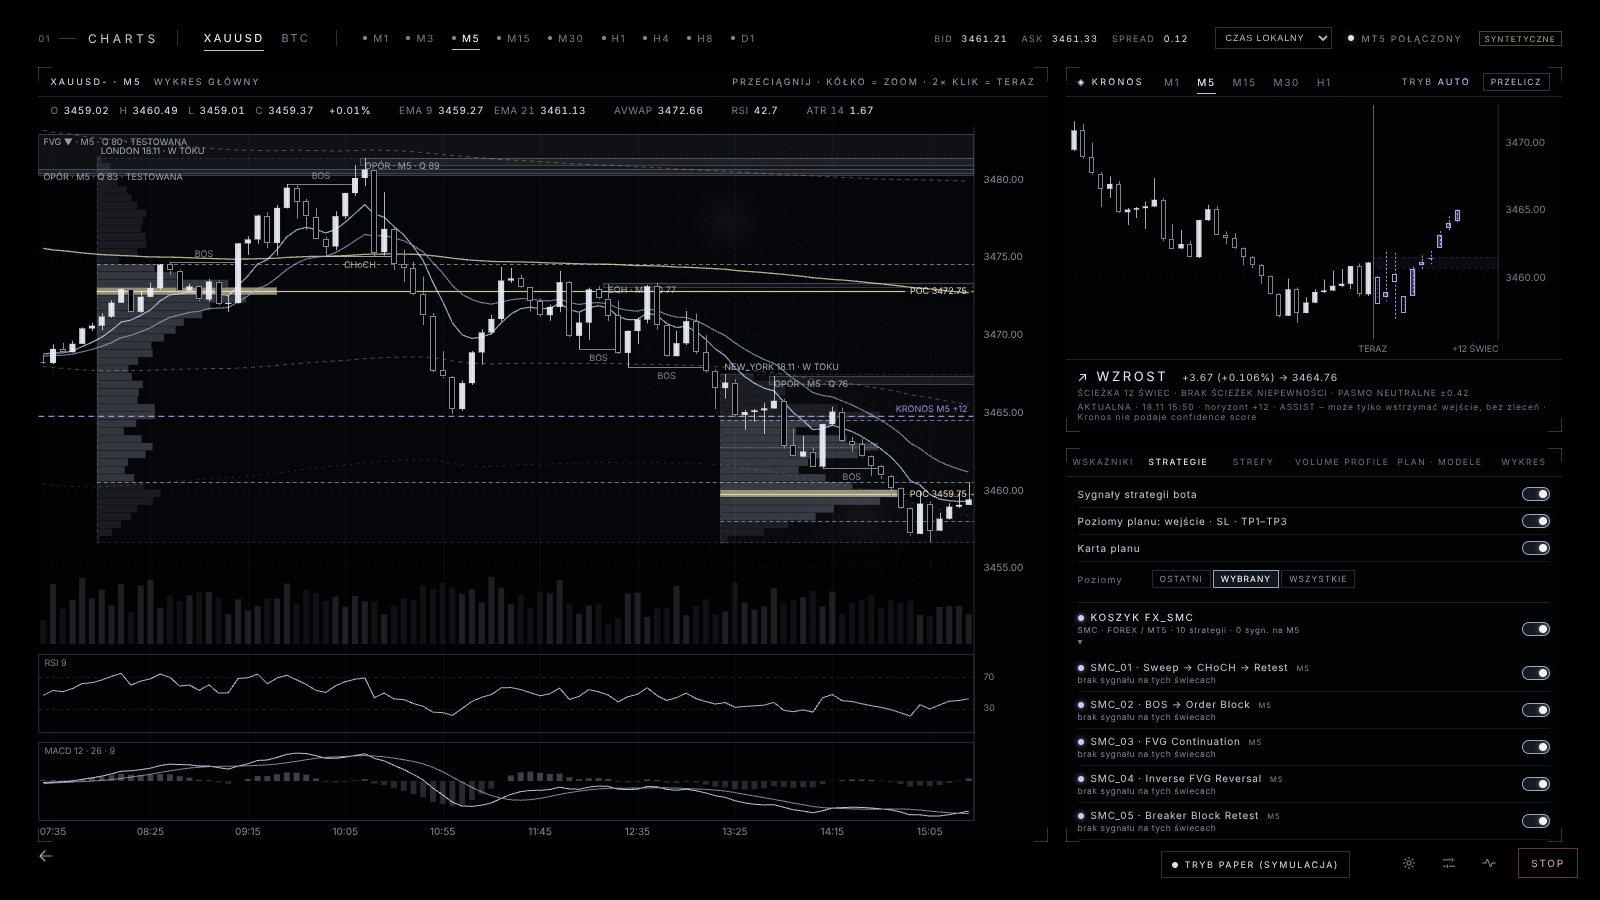 01 CHARTS XAUUSD BTC M1 M3 M5 M15 M30 H1 H4 H8 D1 BID 3461.21 ASK 3461.33 SPREAD 0.12 CZAS LOKALNY MT5 POŁĄCZONY SYNTETYCZNE
XAUUSD- · M5 WYKRES GŁÓWNY PRZECIĄGNIJ · KÓŁKO = ZOOM · 2× KLIK = TERAZ
O 3459.02 H 3460.49 L 3459.01 C 3459.37 +0.01% EMA 9 3459.27 EMA 21 3461.13 AVWAP 3472.66 RSI 42.7 ATR 14 1.67
FVG ▼ · M5 · Q 80 · TESTOWANA
LONDON 18.11 · W TOKU
OPÓR · M5 · Q 89
OPÓR · M5 · Q 83 · TESTOWANA
BOS
3480.00
BOS
CHoCH
3475.00
EQH · M5 · Q 77
POC 3472.75
3470.00
BOS
BOS
NEW_YORK 18.11 · W TOKU
OPÓR · M5 · Q 76
KRONOS M5 +12
3465.00
BOS
POC 3459.75
3460.00
3455.00
RSI 9
70
30
MACD 12 · 26 · 9
07:35 08:25 09:15 10:05 10:55 11:45 12:35 13:25 14:15 15:05
◈ KRONOS M1 M5 M15 M30 H1 TRYB AUTO PRZELICZ
3470.00
3465.00
3460.00
TERAZ +12 ŚWIEC
↗ WZROST +3.67 (+0.106%) → 3464.76
ŚCIEŻKA 12 ŚWIEC · BRAK ŚCIEŻEK NIEPEWNOŚCI · PASMO NEUTRALNE ±0.42
AKTUALNA · 18.11 15:50 · horyzont +12 · ASSIST – może tylko wstrzymać wejście, bez zleceń ·
Kronos nie podaje confidence score
WSKAŹNIKI STRATEGIE STREFY VOLUME PROFILE PLAN · MODELE WYKRES
Sygnały strategii bota
Poziomy planu: wejście · SL · TP1–TP3
Karta planu
Poziomy OSTATNI WYBRANY WSZYSTKIE
KOSZYK FX_SMC
SMC · FOREX / MT5 · 10 strategii · 0 sygn. na M5
▼
SMC_01 · Sweep → CHoCH → Retest M5
brak sygnału na tych świecach
SMC_02 · BOS → Order Block M5
brak sygnału na tych świecach
SMC_03 · FVG Continuation M5
brak sygnału na tych świecach
SMC_04 · Inverse FVG Reversal M5
brak sygnału na tych świecach
SMC_05 · Breaker Block Retest M5
brak sygnału na tych świecach
TRYB PAPER (SYMULACJA) STOP